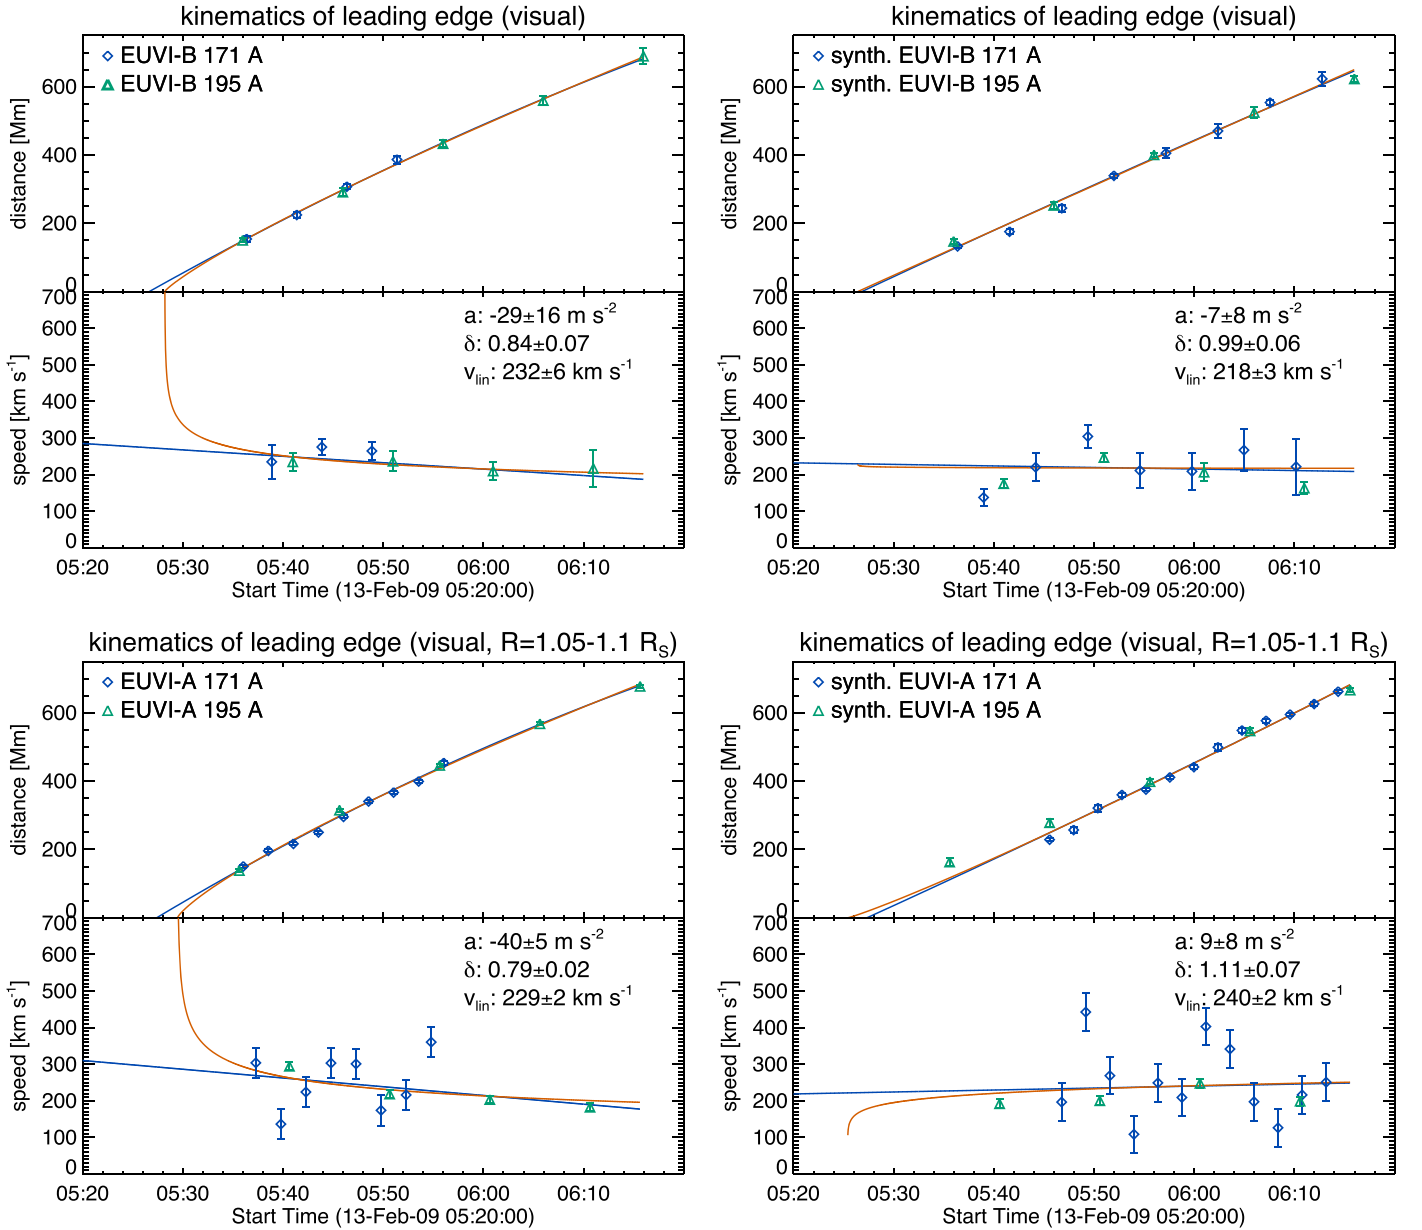 kinematics of leading edge (visual)
EUVI-B 171 A
EUVI-B 195 A
distance [Mm]
600
400
200
0
700
600
500
400
300
200
100
0
speed [km s⁻¹]
a: -29±16 m s⁻²
δ: 0.84±0.07
v_lin: 232±6 km s⁻¹
05:20 05:30 05:40 05:50 06:00 06:10
Start Time (13-Feb-09 05:20:00)
kinematics of leading edge (visual)
synth. EUVI-B 171 A
synth. EUVI-B 195 A
distance [Mm]
600
400
200
0
700
600
500
400
300
200
100
0
speed [km s⁻¹]
a: -7±8 m s⁻²
δ: 0.99±0.06
v_lin: 218±3 km s⁻¹
05:20 05:30 05:40 05:50 06:00 06:10
Start Time (13-Feb-09 05:20:00)
kinematics of leading edge (visual, R=1.05-1.1 R_S)
EUVI-A 171 A
EUVI-A 195 A
distance [Mm]
600
400
200
0
700
600
500
400
300
200
100
0
speed [km s⁻¹]
a: -40±5 m s⁻²
δ: 0.79±0.02
v_lin: 229±2 km s⁻¹
05:20 05:30 05:40 05:50 06:00 06:10
Start Time (13-Feb-09 05:20:00)
kinematics of leading edge (visual, R=1.05-1.1 R_S)
synth. EUVI-A 171 A
synth. EUVI-A 195 A
distance [Mm]
600
400
200
0
700
600
500
400
300
200
100
0
speed [km s⁻¹]
a: 9±8 m s⁻²
δ: 1.11±0.07
v_lin: 240±2 km s⁻¹
05:20 05:30 05:40 05:50 06:00 06:10
Start Time (13-Feb-09 05:20:00)